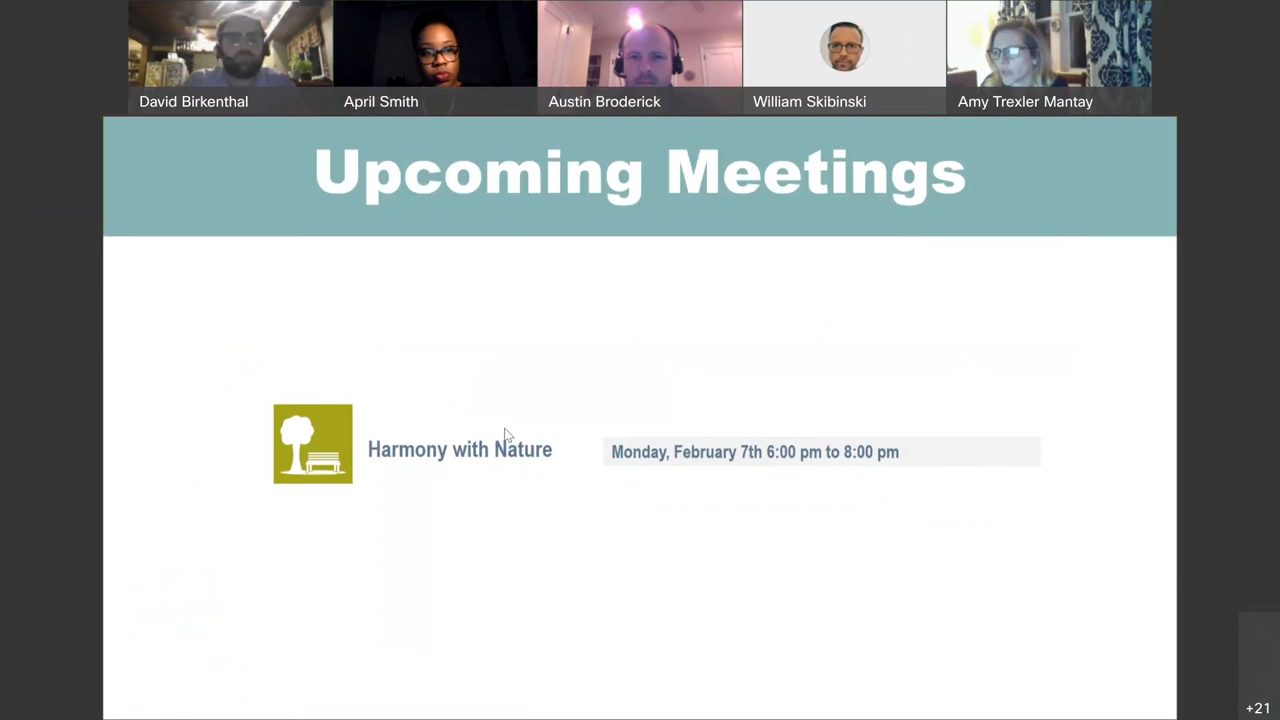 David Birkenthal
April Smith
Austin Broderick
William Skibinski
Amy Trexler Mantay
Upcoming Meetings
Harmony with Nature
Monday, February 7th 6:00 pm to 8:00 pm
+21